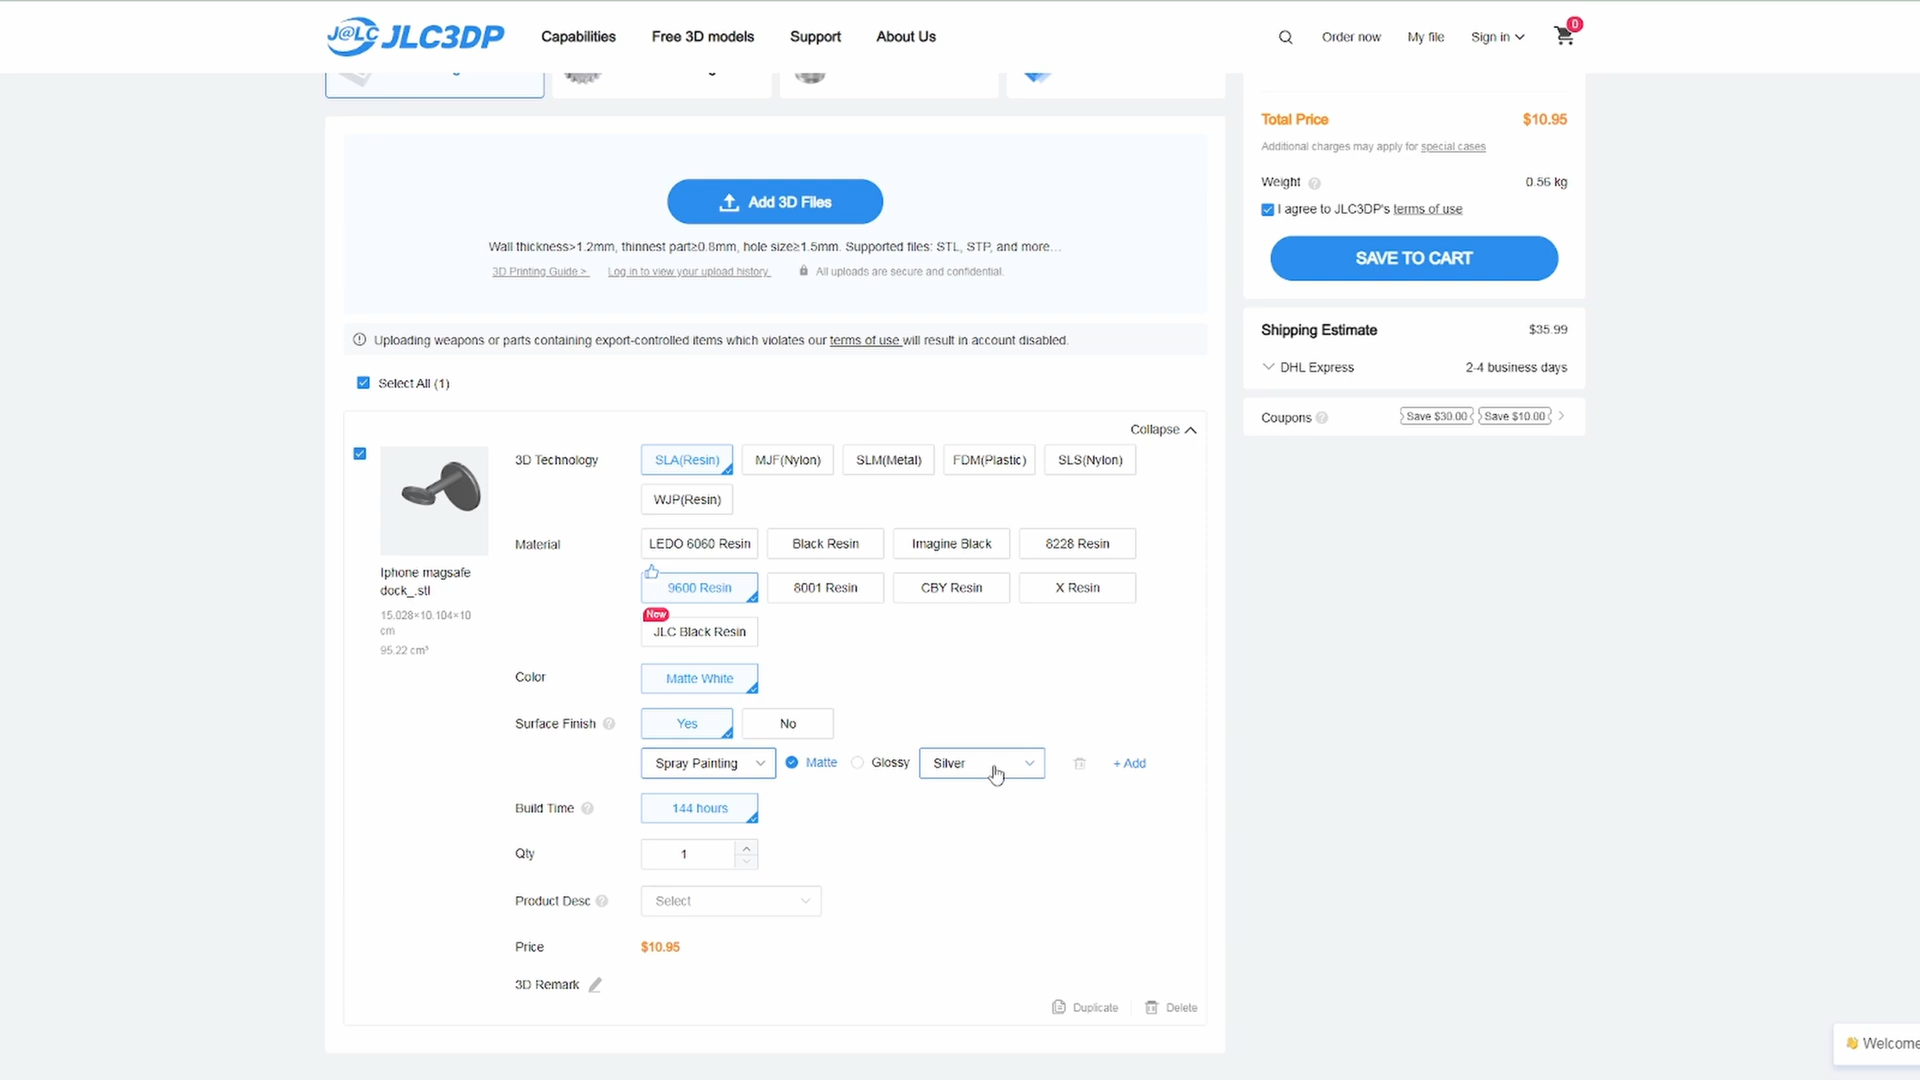 J@LC JLC3DP
Capabilities
Free 3D models
Support
About Us
Order now
My file
Sign in
0
Add 3D Files
Wall thickness>1.2mm, thinnest part≥0.8mm, hole size≥1.5mm. Supported files: STL, STP, and more...
3D Printing Guide >
Log in to view your upload history.
All uploads are secure and confidential.
Uploading weapons or parts containing export-controlled items which violates our terms of use will result in account disabled.
Select All (1)
Collapse
Iphone magsafe
dock_.stl
15.028×10.104×10
cm
95.22 cm³
3D Technology
SLA(Resin)
MJF(Nylon)
SLM(Metal)
FDM(Plastic)
SLS(Nylon)
WJP(Resin)
Material
LEDO 6060 Resin
Black Resin
Imagine Black
8228 Resin
9600 Resin
8001 Resin
CBY Resin
X Resin
New
JLC Black Resin
Color
Matte White
Surface Finish ?
Yes
No
Spray Painting
Matte
Glossy
Silver
+ Add
Build Time ?
144 hours
Qty
1
Product Desc ?
Select
Price
$10.95
3D Remark
Duplicate
Delete
Total Price
$10.95
Additional charges may apply for special cases
Weight ?
0.56 kg
I agree to JLC3DP's terms of use
SAVE TO CART
Shipping Estimate
$35.99
DHL Express
2-4 business days
Coupons ?
Save $30.00
Save $10.00
Welcome